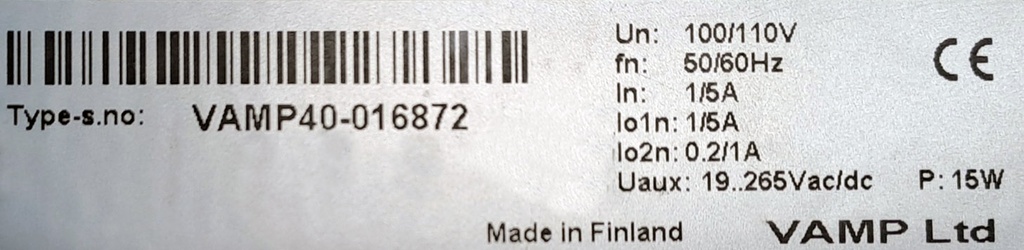 Type-s.no: VAMP40-016872
Un: 100/110V
fn: 50/60Hz
In: 1/5A
Io1n: 1/5A
Io2n: 0.2/1A
Uaux: 19..265Vac/dc P: 15W
CE
Made in Finland VAMP Ltd